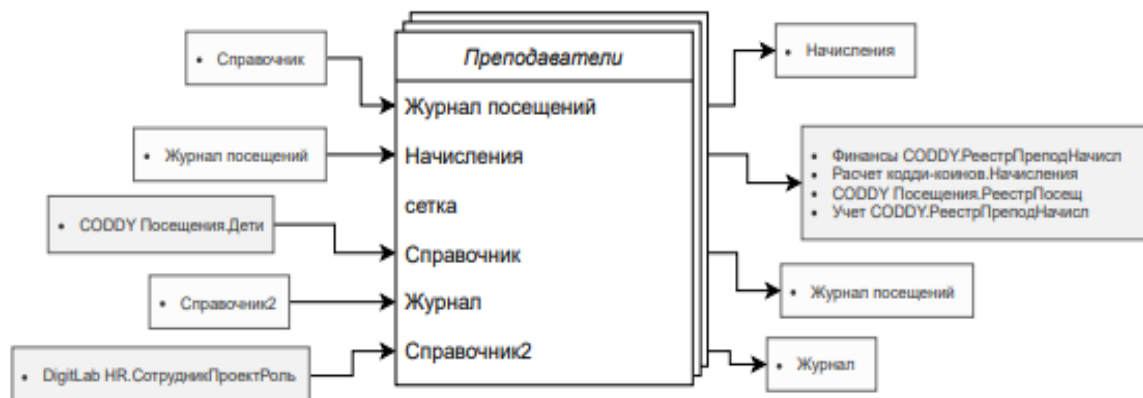 Справочник
Журнал посещений
CODDY Посещения.Дети
Справочник2
DigitLab HR.СотрудникПроектРоль
Преподаватели
Журнал посещений
Начисления
сетка
Справочник
Журнал
Справочник2
Начисления
Финансы CODDY.РеестрПреподНачисл
Расчет кодди-коинов.Начисления
CODDY Посещения.РеестрПосещ
Учет CODDY.РеестрПреподНачисл
Журнал посещений
Журнал